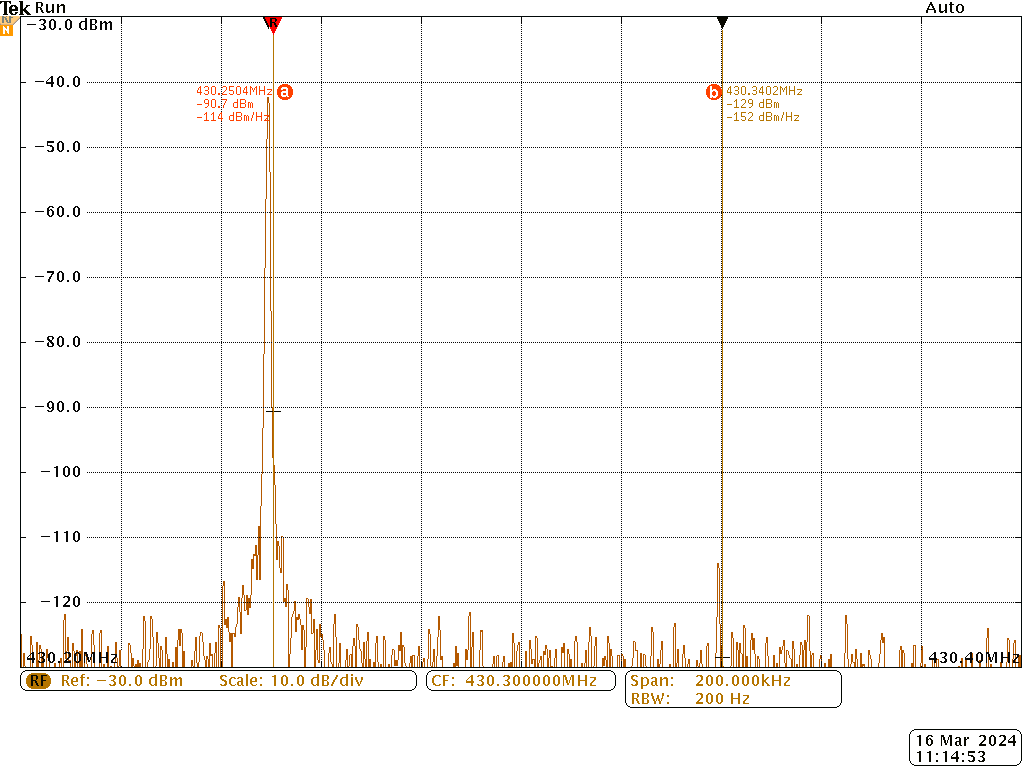 Tek Run Auto
N
R
−30.0 dBm
−40.0
430.2504MHz a
−90.7 dBm
−114 dBm/Hz
b 430.3402MHz
−129 dBm
−152 dBm/Hz
−50.0
−60.0
−70.0
−80.0
−90.0
−100
−110
−120
430.20MHz 430.40MHz
RF Ref: −30.0 dBm Scale: 10.0 dB/div
CF: 430.300000MHz
Span: 200.000kHz
RBW: 200 Hz
16 Mar 2024
11:14:53